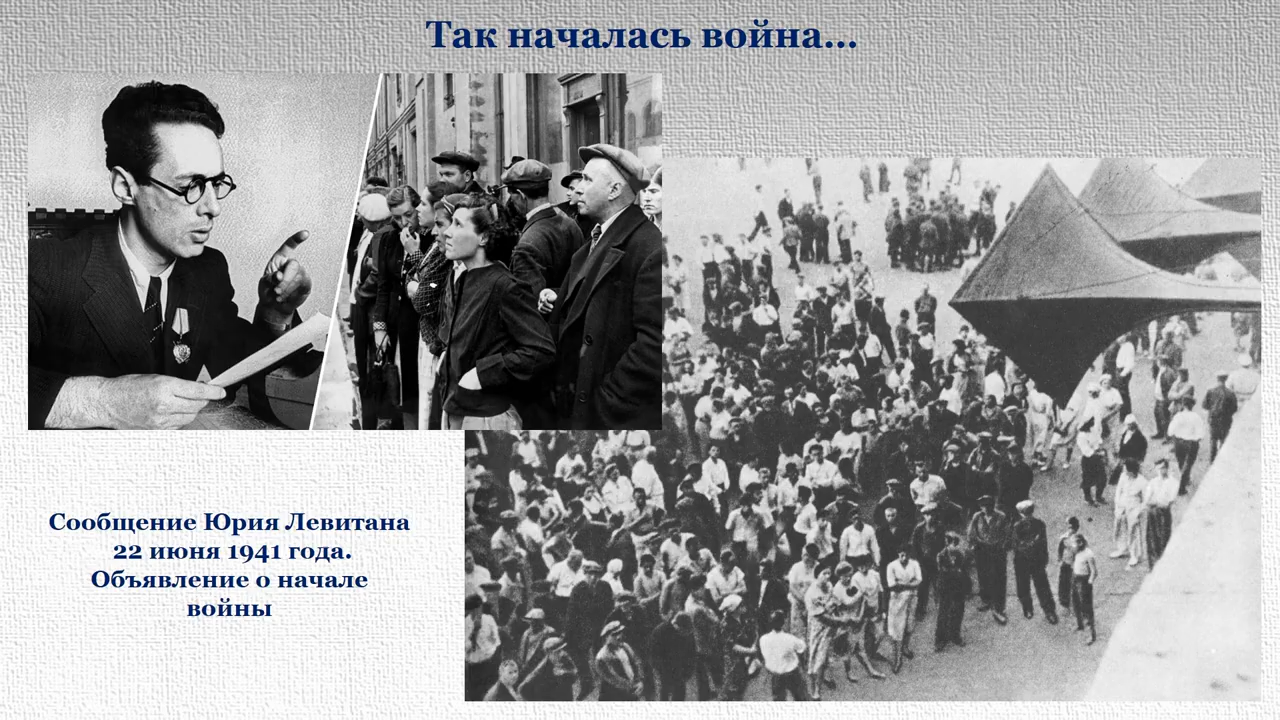 Так началась война...
Сообщение Юрия Левитана
22 июня 1941 года.
Объявление о начале
войны